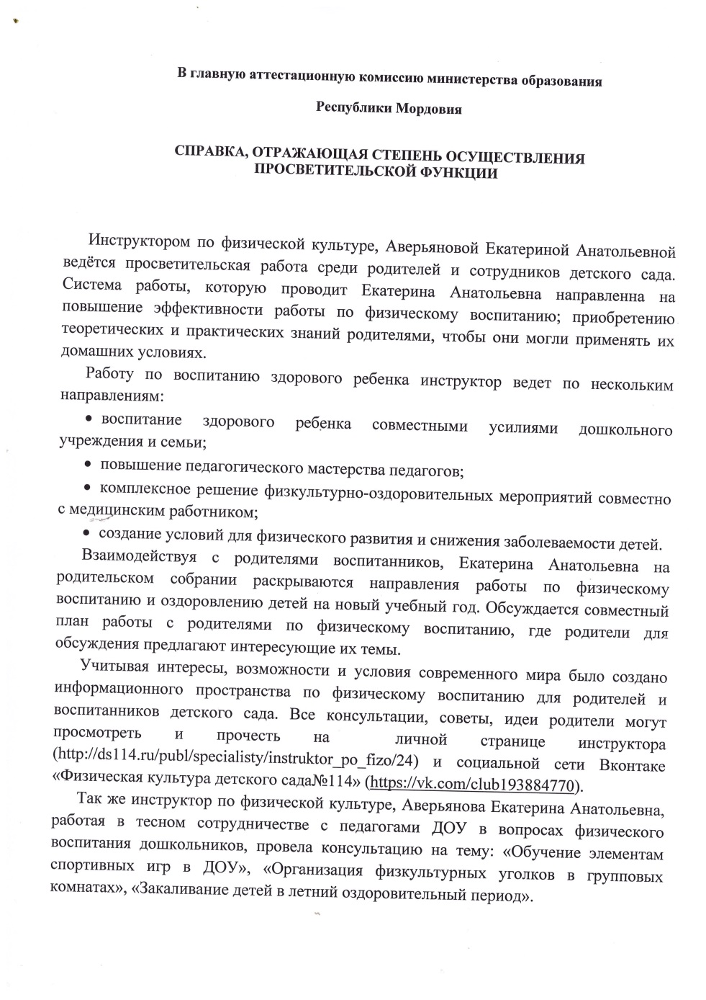 В главную аттестационную комиссию министерства образования
Республики Мордовия
СПРАВКА, ОТРАЖАЮЩАЯ СТЕПЕНЬ ОСУЩЕСТВЛЕНИЯ
ПРОСВЕТИТЕЛЬСКОЙ ФУНКЦИИ
Инструктором по физической культуре, Аверьяновой Екатериной Анатольевной
ведётся просветительская работа среди родителей и сотрудников детского сада.
Система работы, которую проводит Екатерина Анатольевна направленна на
повышение эффективности работы по физическому воспитанию; приобретению
теоретических и практических знаний родителями, чтобы они могли применять их
домашних условиях.
Работу по воспитанию здорового ребенка инструктор ведет по нескольким
направлениям:
• воспитание здорового ребенка совместными усилиями дошкольного
учреждения и семьи;
• повышение педагогического мастерства педагогов;
• комплексное решение физкультурно-оздоровительных мероприятий совместно
с медицинским работником;
• создание условий для физического развития и снижения заболеваемости детей.
Взаимодействуя с родителями воспитанников, Екатерина Анатольевна на
родительском собрании раскрываются направления работы по физическому
воспитанию и оздоровлению детей на новый учебный год. Обсуждается совместный
план работы с родителями по физическому воспитанию, где родители для
обсуждения предлагают интересующие их темы.
Учитывая интересы, возможности и условия современного мира было создано
информационного пространства по физическому воспитанию для родителей и
воспитанников детского сада. Все консультации, советы, идеи родители могут
просмотреть и прочесть на личной странице инструктора
(http://ds114.ru/publ/specialisty/instruktor_po_fizo/24) и социальной сети Вконтаке
«Физическая культура детского сада№114» (https://vk.com/club193884770).
Так же инструктор по физической культуре, Аверьянова Екатерина Анатольевна,
работая в тесном сотрудничестве с педагогами ДОУ в вопросах физического
воспитания дошкольников, провела консультацию на тему: «Обучение элементам
спортивных игр в ДОУ», «Организация физкультурных уголков в групповых
комнатах», «Закаливание детей в летний оздоровительный период».